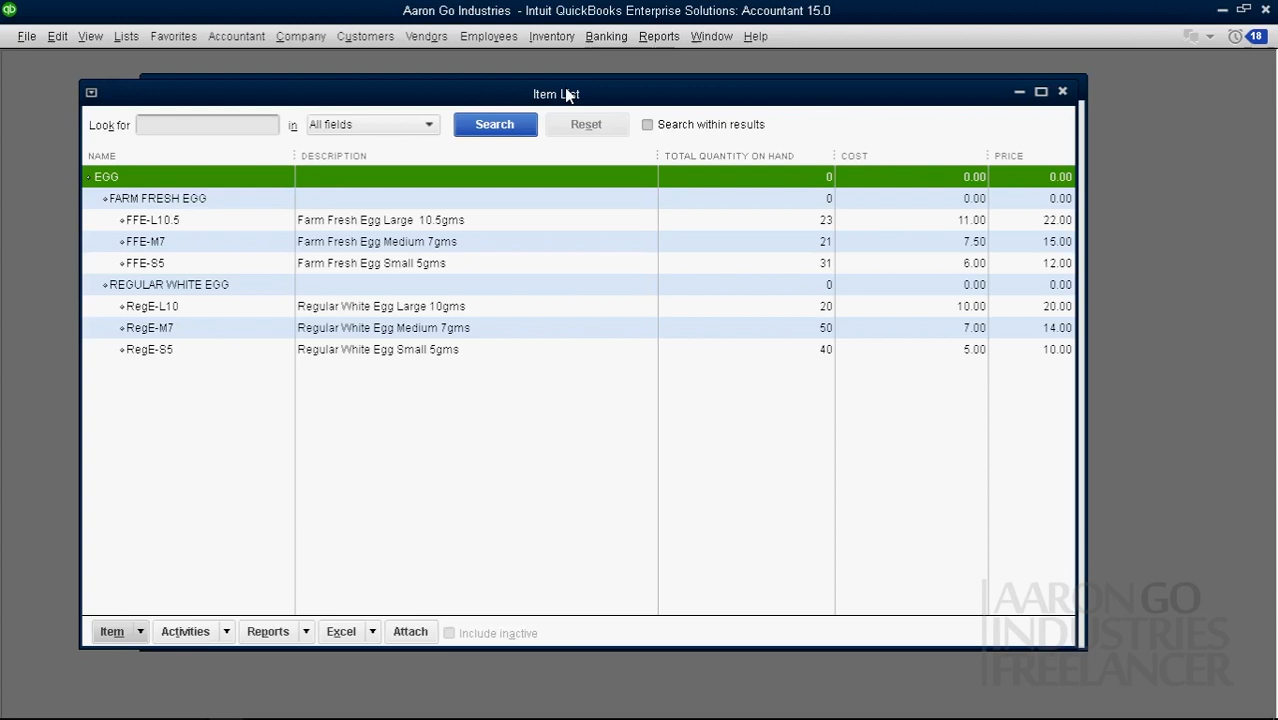 qb Aaron Go Industries - Intuit QuickBooks Enterprise Solutions: Accountant 15.0
File Edit View Lists Favorites Accountant Company Customers Vendors Employees Inventory Banking Reports Window Help 18
Item List
Look for in All fields Search Reset Search within results
NAME DESCRIPTION TOTAL QUANTITY ON HAND COST PRICE
EGG 0 0.00 0.00
FARM FRESH EGG 0 0.00 0.00
FFE-L10.5 Farm Fresh Egg Large 10.5gms 23 11.00 22.00
FFE-M7 Farm Fresh Egg Medium 7gms 21 7.50 15.00
FFE-S5 Farm Fresh Egg Small 5gms 31 6.00 12.00
REGULAR WHITE EGG 0 0.00 0.00
RegE-L10 Regular White Egg Large 10gms 20 10.00 20.00
RegE-M7 Regular White Egg Medium 7gms 50 7.00 14.00
RegE-S5 Regular White Egg Small 5gms 40 5.00 10.00
Item Activities Reports Excel Attach Include inactive
AARON GO
INDUSTRIES
FREELANCER